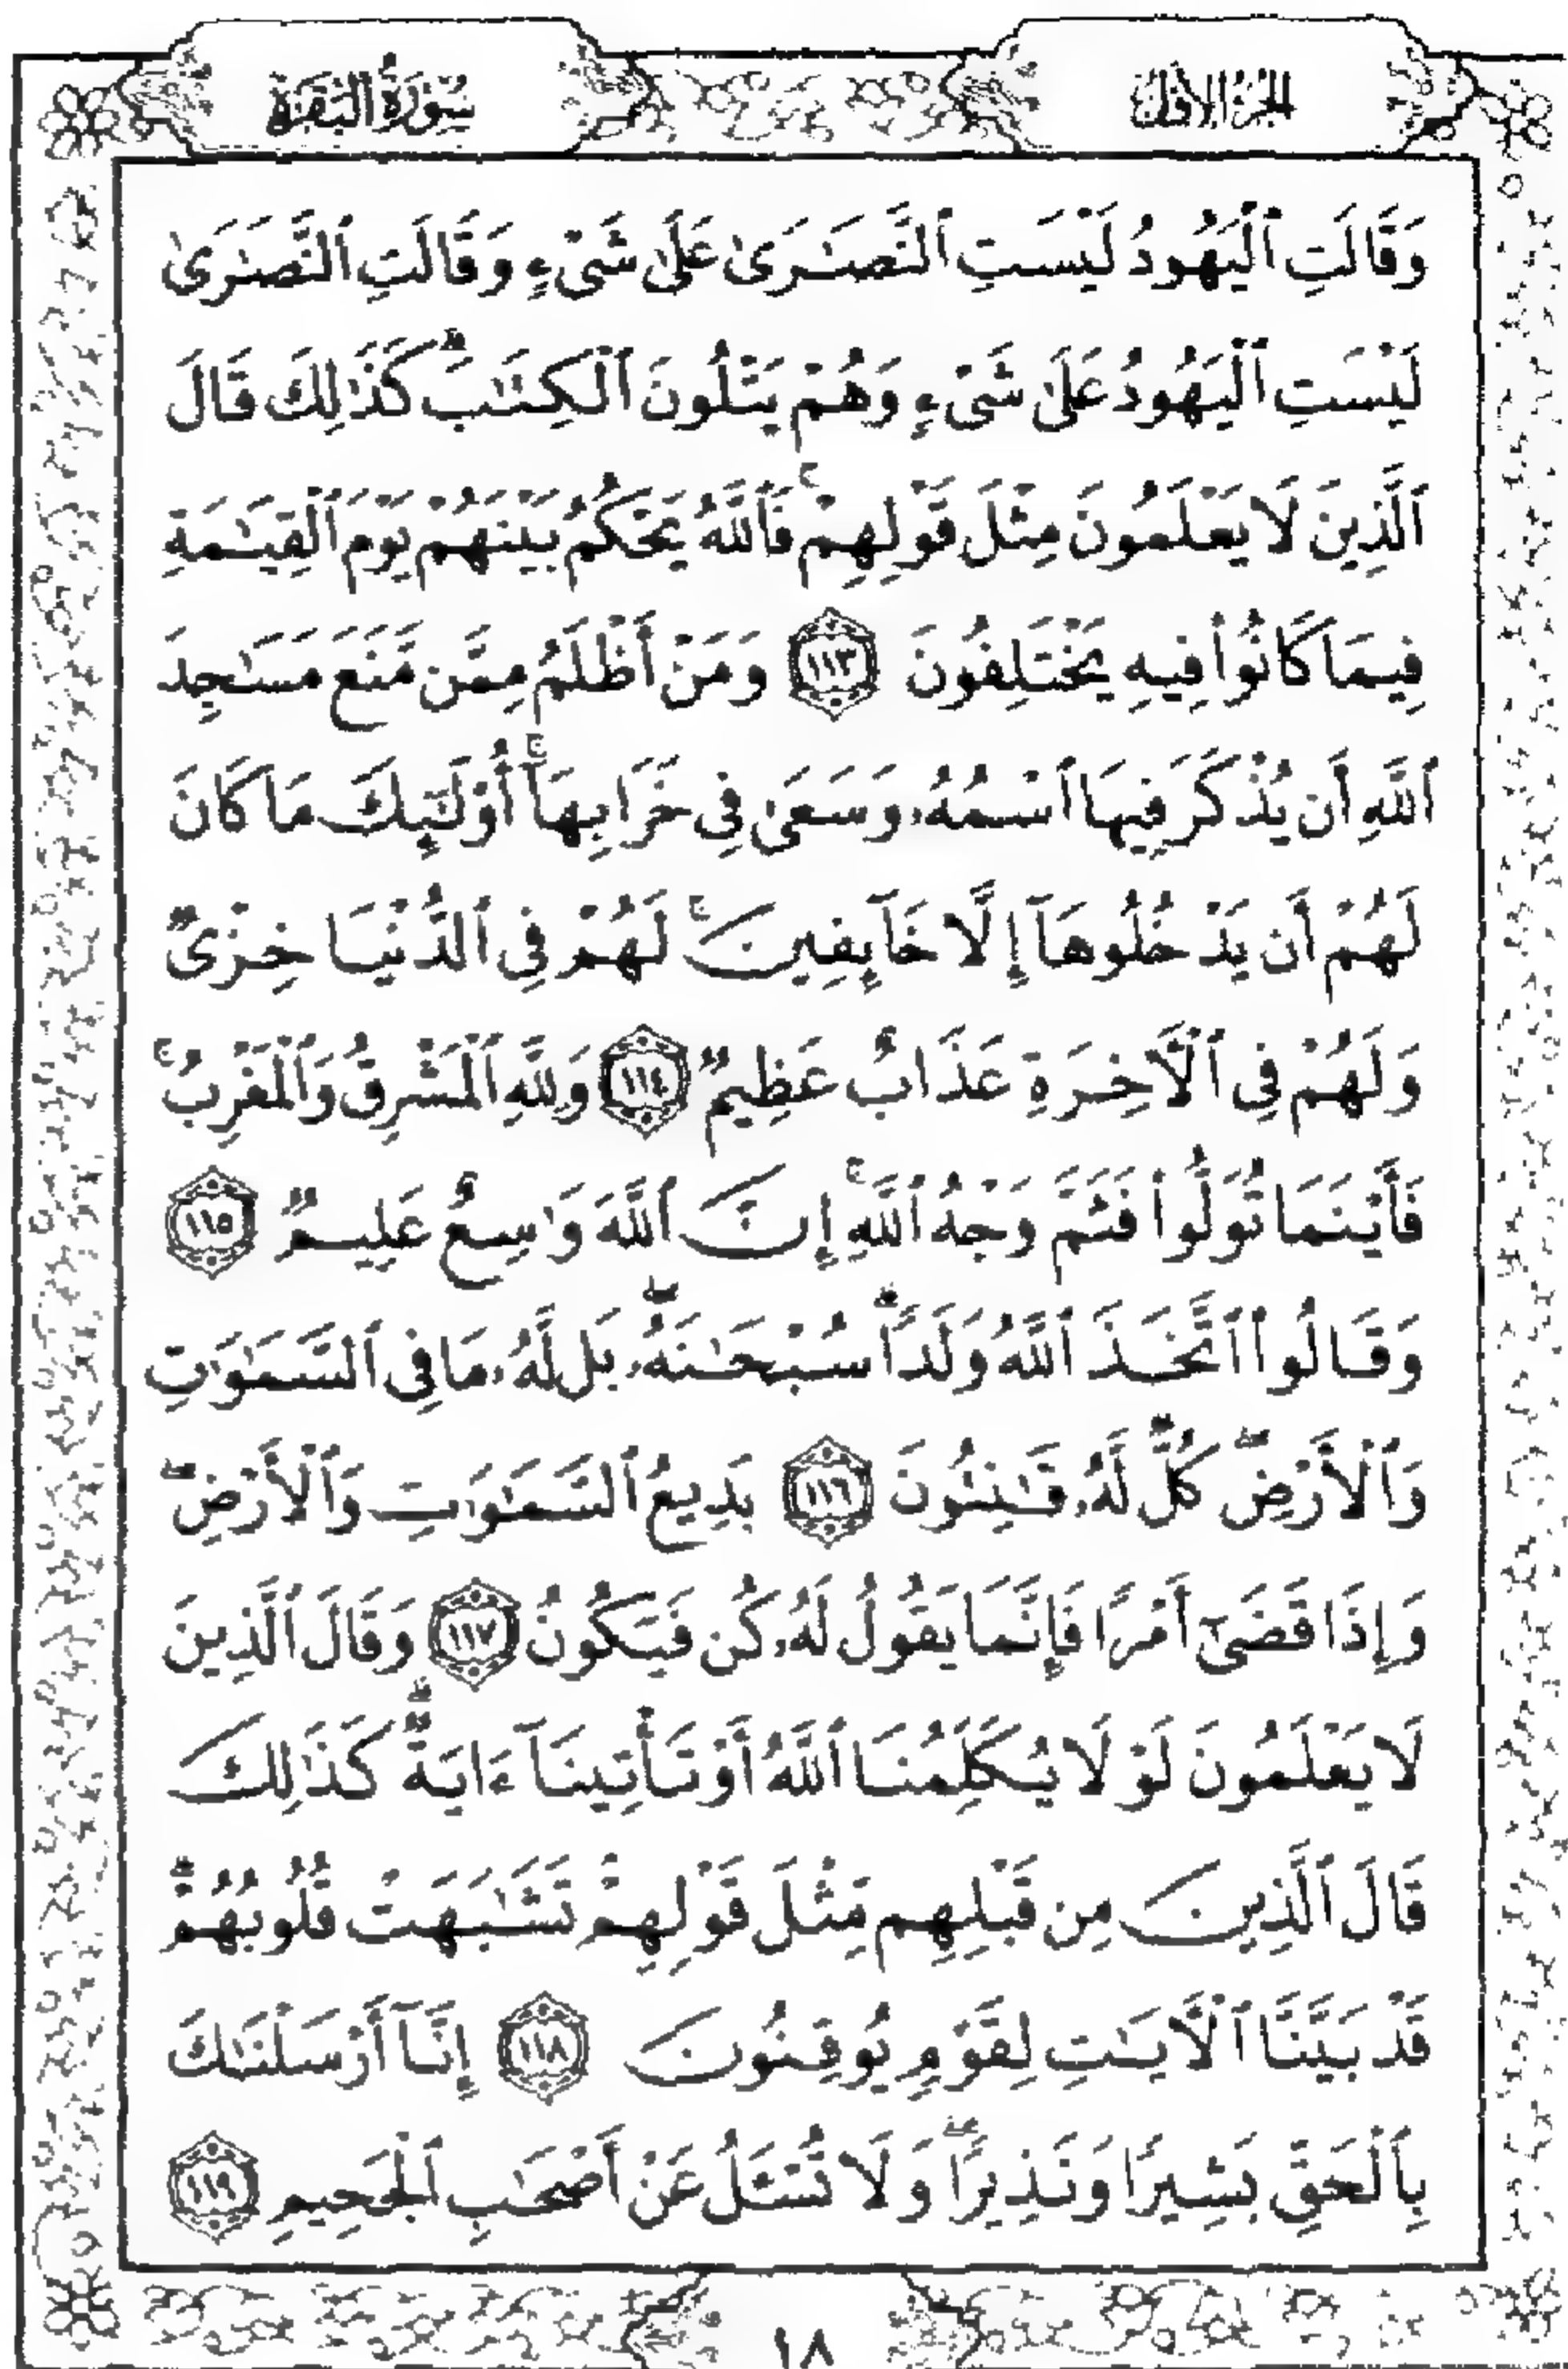 الجزء الأول
سورة البقرة
وَقَالَتِ ٱلْيَهُودُ لَيْسَتِ ٱلنَّصَـٰرَىٰ عَلَىٰ شَىْءٍ وَقَالَتِ ٱلنَّصَـٰرَىٰ
لَيْسَتِ ٱلْيَهُودُ عَلَىٰ شَىْءٍ وَهُمْ يَتْلُونَ ٱلْكِتَـٰبَ ۗ كَذَٰلِكَ قَالَ
ٱلَّذِينَ لَا يَعْلَمُونَ مِثْلَ قَوْلِهِمْ ۚ فَٱللَّهُ يَحْكُمُ بَيْنَهُمْ يَوْمَ ٱلْقِيَـٰمَةِ
فِيمَا كَانُوا۟ فِيهِ يَخْتَلِفُونَ ١١٣ وَمَنْ أَظْلَمُ مِمَّن مَّنَعَ مَسَـٰجِدَ
ٱللَّهِ أَن يُذْكَرَ فِيهَا ٱسْمُهُۥ وَسَعَىٰ فِى خَرَابِهَآ ۚ أُو۟لَـٰٓئِكَ مَا كَانَ
لَهُمْ أَن يَدْخُلُوهَآ إِلَّا خَآئِفِينَ ۚ لَهُمْ فِى ٱلدُّنْيَا خِزْىٌ
وَلَهُمْ فِى ٱلْـَٔاخِرَةِ عَذَابٌ عَظِيمٌ ١١٤ وَلِلَّهِ ٱلْمَشْرِقُ وَٱلْمَغْرِبُ ۚ
فَأَيْنَمَا تُوَلُّوا۟ فَثَمَّ وَجْهُ ٱللَّهِ ۚ إِنَّ ٱللَّهَ وَٰسِعٌ عَلِيمٌ ١١٥
وَقَالُوا۟ ٱتَّخَذَ ٱللَّهُ وَلَدًا ۗ سُبْحَـٰنَهُۥ ۖ بَل لَّهُۥ مَا فِى ٱلسَّمَـٰوَٰتِ
وَٱلْأَرْضِ ۖ كُلٌّ لَّهُۥ قَـٰنِتُونَ ١١٦ بَدِيعُ ٱلسَّمَـٰوَٰتِ وَٱلْأَرْضِ ۖ
وَإِذَا قَضَىٰٓ أَمْرًا فَإِنَّمَا يَقُولُ لَهُۥ كُن فَيَكُونُ ١١٧ وَقَالَ ٱلَّذِينَ
لَا يَعْلَمُونَ لَوْلَا يُكَلِّمُنَا ٱللَّهُ أَوْ تَأْتِينَآ ءَايَةٌ ۗ كَذَٰلِكَ
قَالَ ٱلَّذِينَ مِن قَبْلِهِم مِّثْلَ قَوْلِهِمْ ۘ تَشَـٰبَهَتْ قُلُوبُهُمْ ۗ
قَدْ بَيَّنَّا ٱلْـَٔايَـٰتِ لِقَوْمٍ يُوقِنُونَ ١١٨ إِنَّآ أَرْسَلْنَـٰكَ
بِٱلْحَقِّ بَشِيرًا وَنَذِيرًا ۖ وَلَا تُسْـَٔلُ عَنْ أَصْحَـٰبِ ٱلْجَحِيمِ ١١٩
١٨